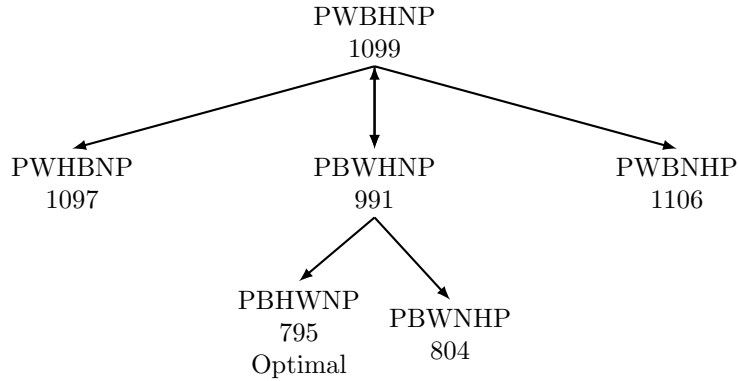 PWBHNP
1099
PWHBNP
1097
PBWHNP
991
PWBNHP
1106
PBHWNP
795
Optimal
PBWNHP
804